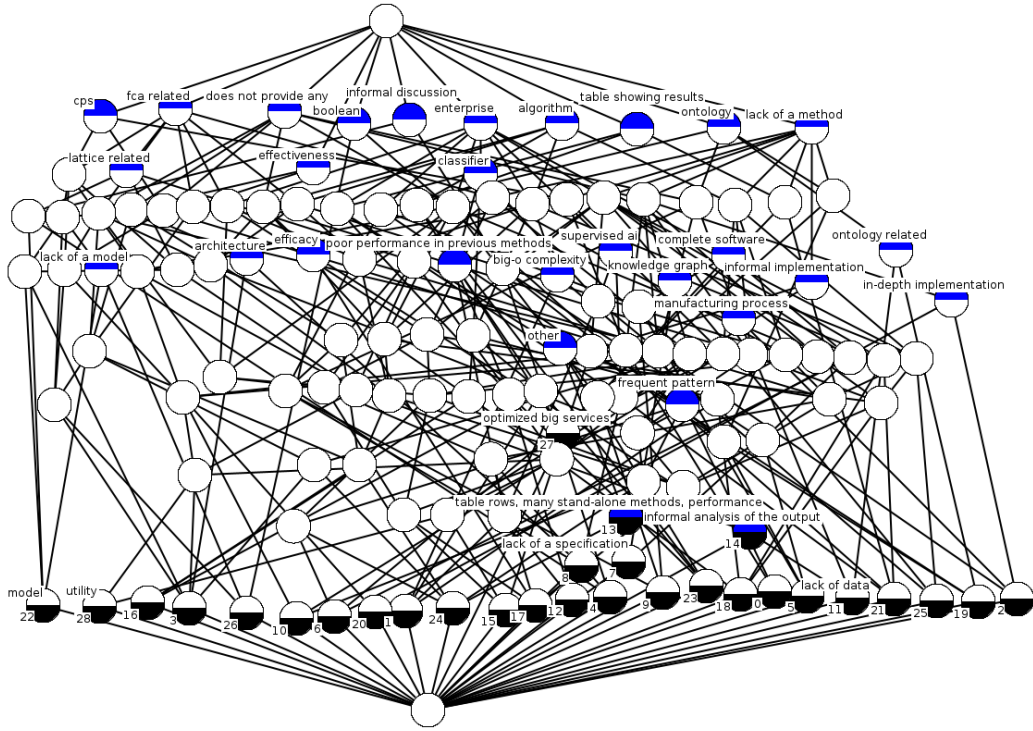 informal discussion
cps
fca related
does not provide any
table showing results
boolean
enterprise
algorithm
ontology
lack of a method
lattice related
effectiveness
classifier
architecture
efficacy
poor performance in previous methods
supervised ai
complete software
ontology related
lack of a model
big-o complexity
knowledge graph
informal implementation
in-depth implementation
manufacturing process
other
frequent pattern
optimized big services
27
table rows, many stand-alone methods, performance
informal analysis of the output
13
14
lack of a specification
8
7
model
utility
lack of data
22
28
16
3
26
10
6
20
1
24
15
17
12
4
9
23
18
0
5
11
21
25
19
2